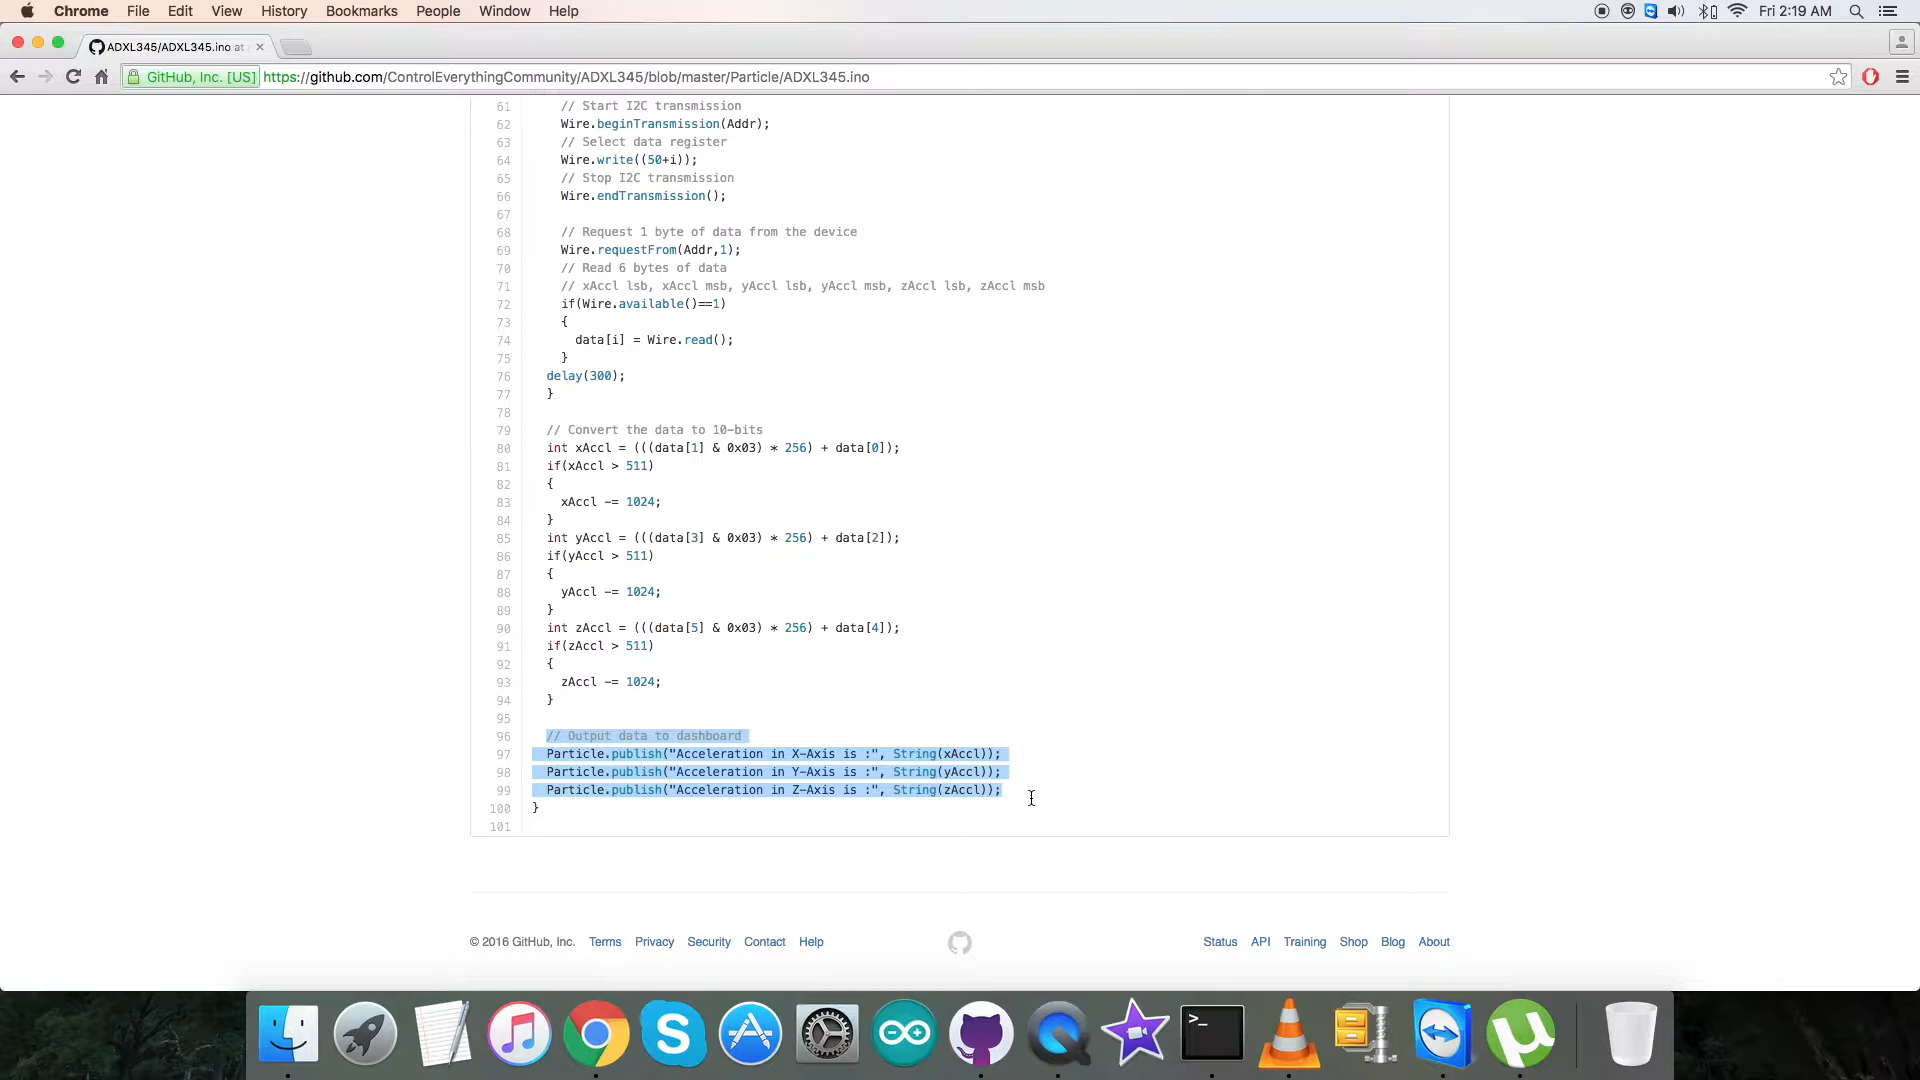 Chrome File Edit View History Bookmarks People Window Help Fri 2:19 AM
ADXL345/ADXL345.ino at
GitHub, Inc. [US] https://github.com/ControlEverythingCommunity/ADXL345/blob/master/Particle/ADXL345.ino
61 // Start I2C transmission
62 Wire.beginTransmission(Addr);
63 // Select data register
64 Wire.write((50+i));
65 // Stop I2C transmission
66 Wire.endTransmission();
67
68 // Request 1 byte of data from the device
69 Wire.requestFrom(Addr,1);
70 // Read 6 bytes of data
71 // xAccl lsb, xAccl msb, yAccl lsb, yAccl msb, zAccl lsb, zAccl msb
72 if(Wire.available()==1)
73 {
74 data[i] = Wire.read();
75 }
76 delay(300);
77 }
78
79 // Convert the data to 10-bits
80 int xAccl = (((data[1] & 0x03) * 256) + data[0]);
81 if(xAccl > 511)
82 {
83 xAccl -= 1024;
84 }
85 int yAccl = (((data[3] & 0x03) * 256) + data[2]);
86 if(yAccl > 511)
87 {
88 yAccl -= 1024;
89 }
90 int zAccl = (((data[5] & 0x03) * 256) + data[4]);
91 if(zAccl > 511)
92 {
93 zAccl -= 1024;
94 }
95
96 // Output data to dashboard
97 Particle.publish("Acceleration in X-Axis is :", String(xAccl));
98 Particle.publish("Acceleration in Y-Axis is :", String(yAccl));
99 Particle.publish("Acceleration in Z-Axis is :", String(zAccl));
100 }
101
© 2016 GitHub, Inc. Terms Privacy Security Contact Help Status API Training Shop Blog About